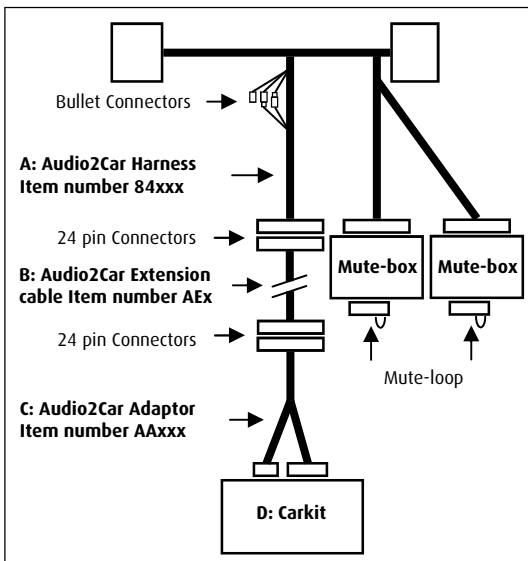 Bullet Connectors
A: Audio2Car Harness
Item number 84xxx
24 pin Connectors
Mute-box
Mute-box
B: Audio2Car Extension
cable Item number AEx
24 pin Connectors
Mute-loop
C: Audio2Car Adaptor
Item number AAxxx
D: Carkit